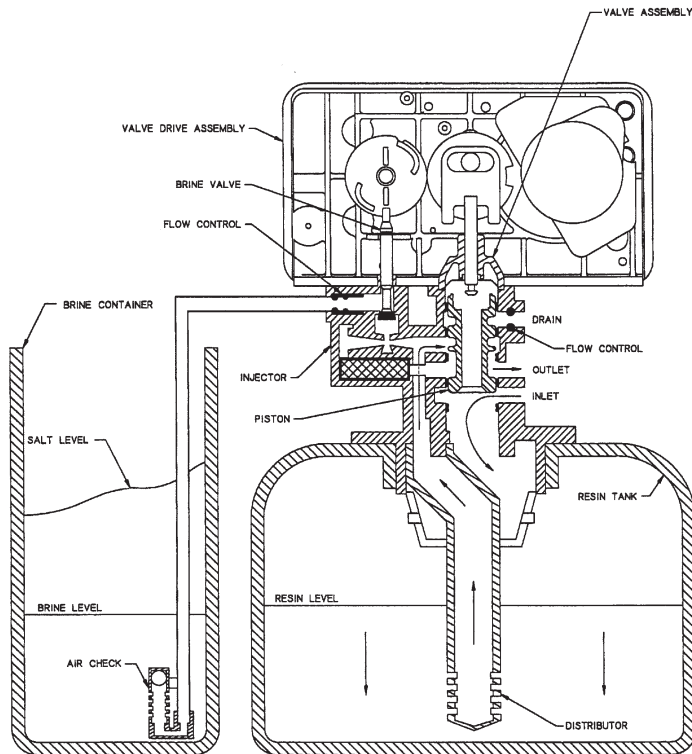 VALVE ASSEMBLY
VALVE DRIVE ASSEMBLY
BRINE VALVE
FLOW CONTROL
BRINE CONTAINER
DRAIN
FLOW CONTROL
INJECTOR
OUTLET
INLET
PISTON
SALT LEVEL
RESIN TANK
BRINE LEVEL
RESIN LEVEL
AIR CHECK
DISTRIBUTOR